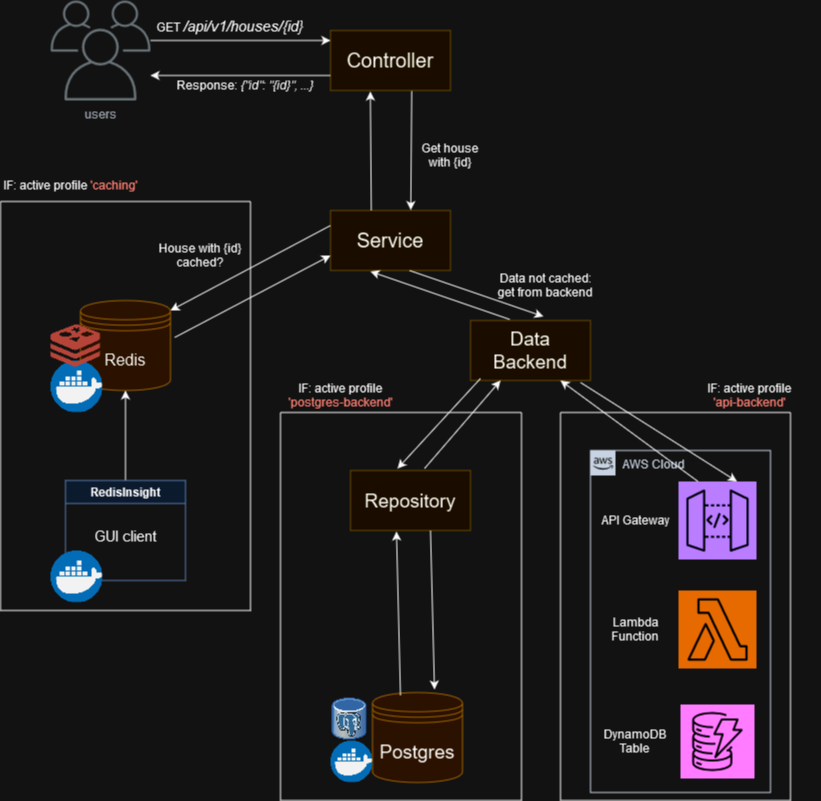 GET /api/v1/houses/{id}
Controller
Response: {"id": "{id}", ...}
users
Get house
with {id}
IF: active profile 'caching'
Service
House with {id}
cached?
Data not cached:
get from backend
Redis
Data
Backend
IF: active profile
'postgres-backend'
IF: active profile
'api-backend'
aws
AWS Cloud
RedisInsight
GUI client
Repository
API Gateway
</>
Lambda
Function
Postgres
DynamoDB
Table